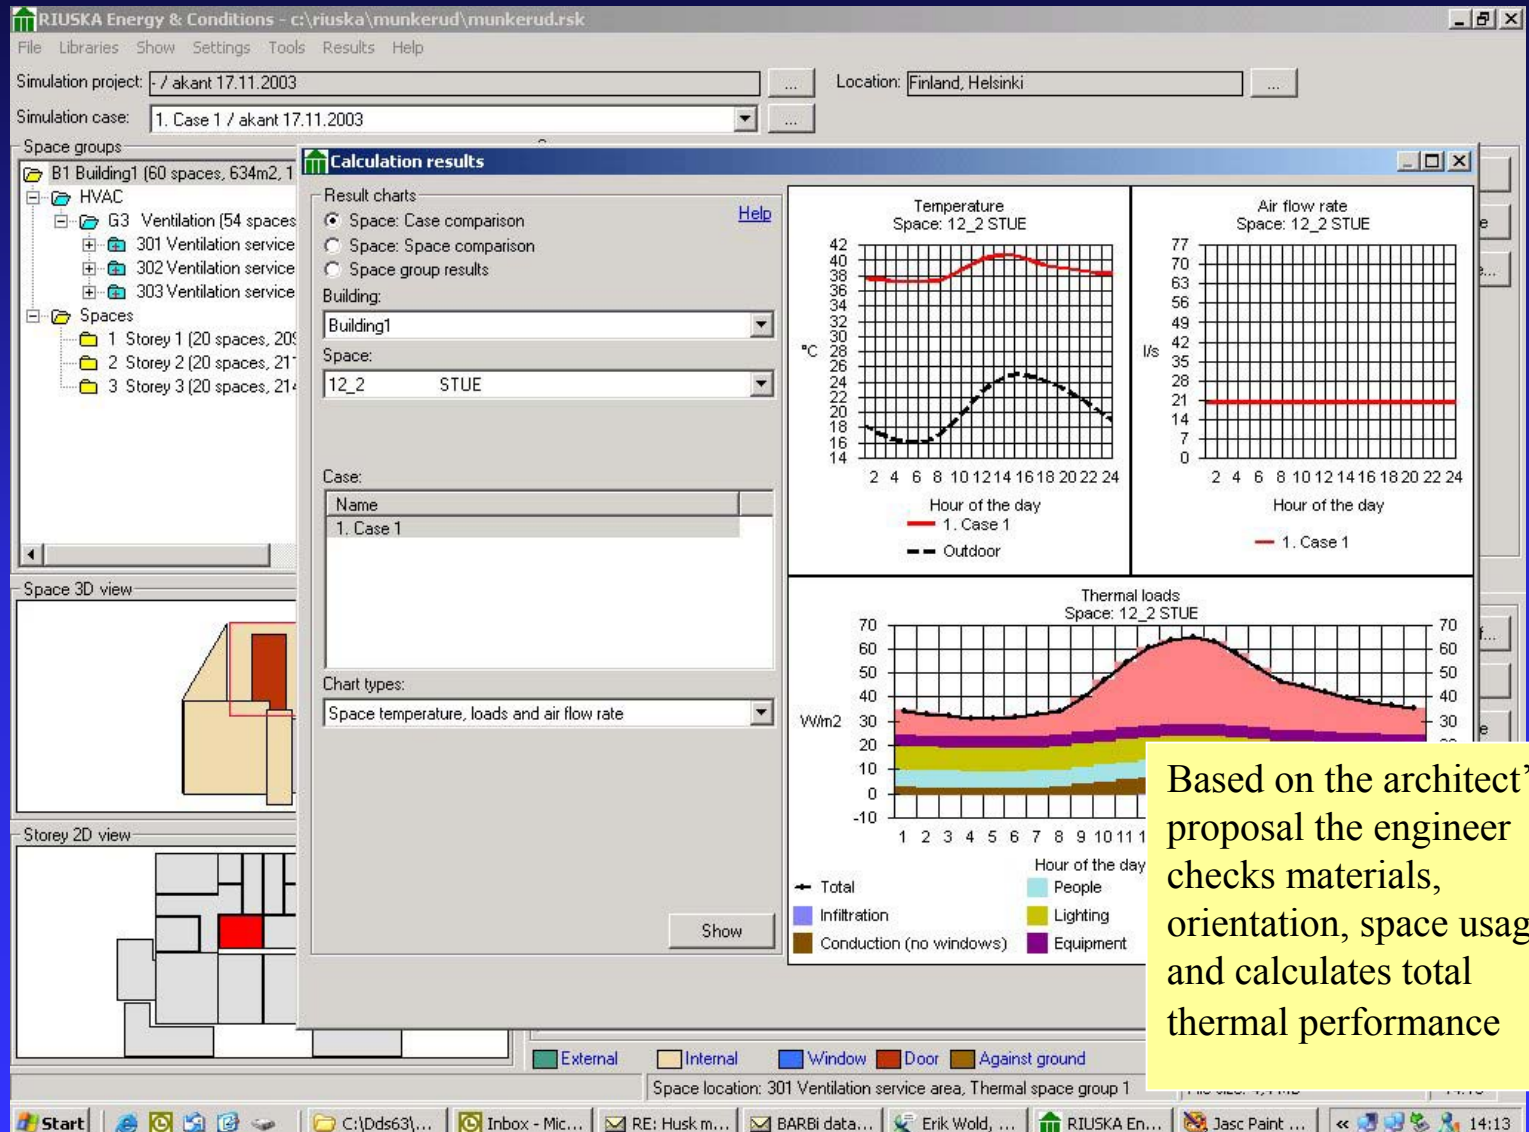 RIUSKA Energy & Conditions - c:\riuska\munkerud\munkerud.rsk
File Libraries Show Settings Tools Results Help
Simulation project: - / akant 17.11.2003 ... Location: Finland, Helsinki ...
Simulation case: 1. Case 1 / akant 17.11.2003 ...
Space groups
B1 Building1 (60 spaces, 634m2, 1
HVAC
G3 Ventilation (54 spaces
301 Ventilation service
302 Ventilation service
303 Ventilation service
Spaces
1 Storey 1 (20 spaces, 209
2 Storey 2 (20 spaces, 217
3 Storey 3 (20 spaces, 214
Space 3D view
Storey 2D view
Calculation results
Result charts
Help
Space: Case comparison
Space: Space comparison
Space group results
Building:
Building1
Space:
12_2 STUE
Case:
Name
1. Case 1
Chart types:
Space temperature, loads and air flow rate
Show
Temperature
Space: 12_2 STUE
42
40
38
36
34
32
30
°C 28
26
24
22
20
18
16
14
2 4 6 8 10 12 14 16 18 20 22 24
Hour of the day
1. Case 1
Outdoor
Air flow rate
Space: 12_2 STUE
77
70
63
56
49
l/s 42
35
28
21
14
7
0
2 4 6 8 10 12 14 16 18 20 22 24
Hour of the day
1. Case 1
Thermal loads
Space: 12_2 STUE
70 70
60 60
50 50
40 40
W/m2 30 30
20
10
0
-10
1 2 3 4 5 6 7 8 9 10 11 1
Hour of the day
Total People
Infiltration Lighting
Conduction (no windows) Equipment
Based on the architect’
proposal the engineer
checks materials,
orientation, space usag
and calculates total
thermal performance
External Internal Window Door Against ground
Space location: 301 Ventilation service area, Thermal space group 1
Start C:\Dds63\... Inbox - Mic... RE: Husk m... BARBi data... Erik Wold, ... RIUSKA En... Jasc Paint ... « 14:13